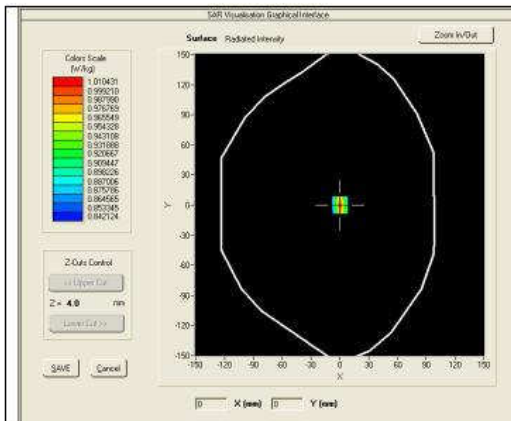 SAR Visualisation Graphical Interface
Surface Radiated Intensity
Zoom In/Out
Colors Scale
(W/kg)
1.010431
0.999210
0.987990
0.976769
0.965549
0.954328
0.943108
0.931888
0.920667
0.909447
0.898226
0.887006
0.875786
0.864565
0.853345
0.842124
150
120
90
60
30
0
-30
-60
-90
-120
-150
Y
-150 -120 -90 -60 -30 0 30 60 90 120 150
X
Z-Cuts Control
<< Upper Cut
Z = 4.0 mm
Lower Cut >>
SAVE Cancel
0 X (mm) 0 Y (mm)